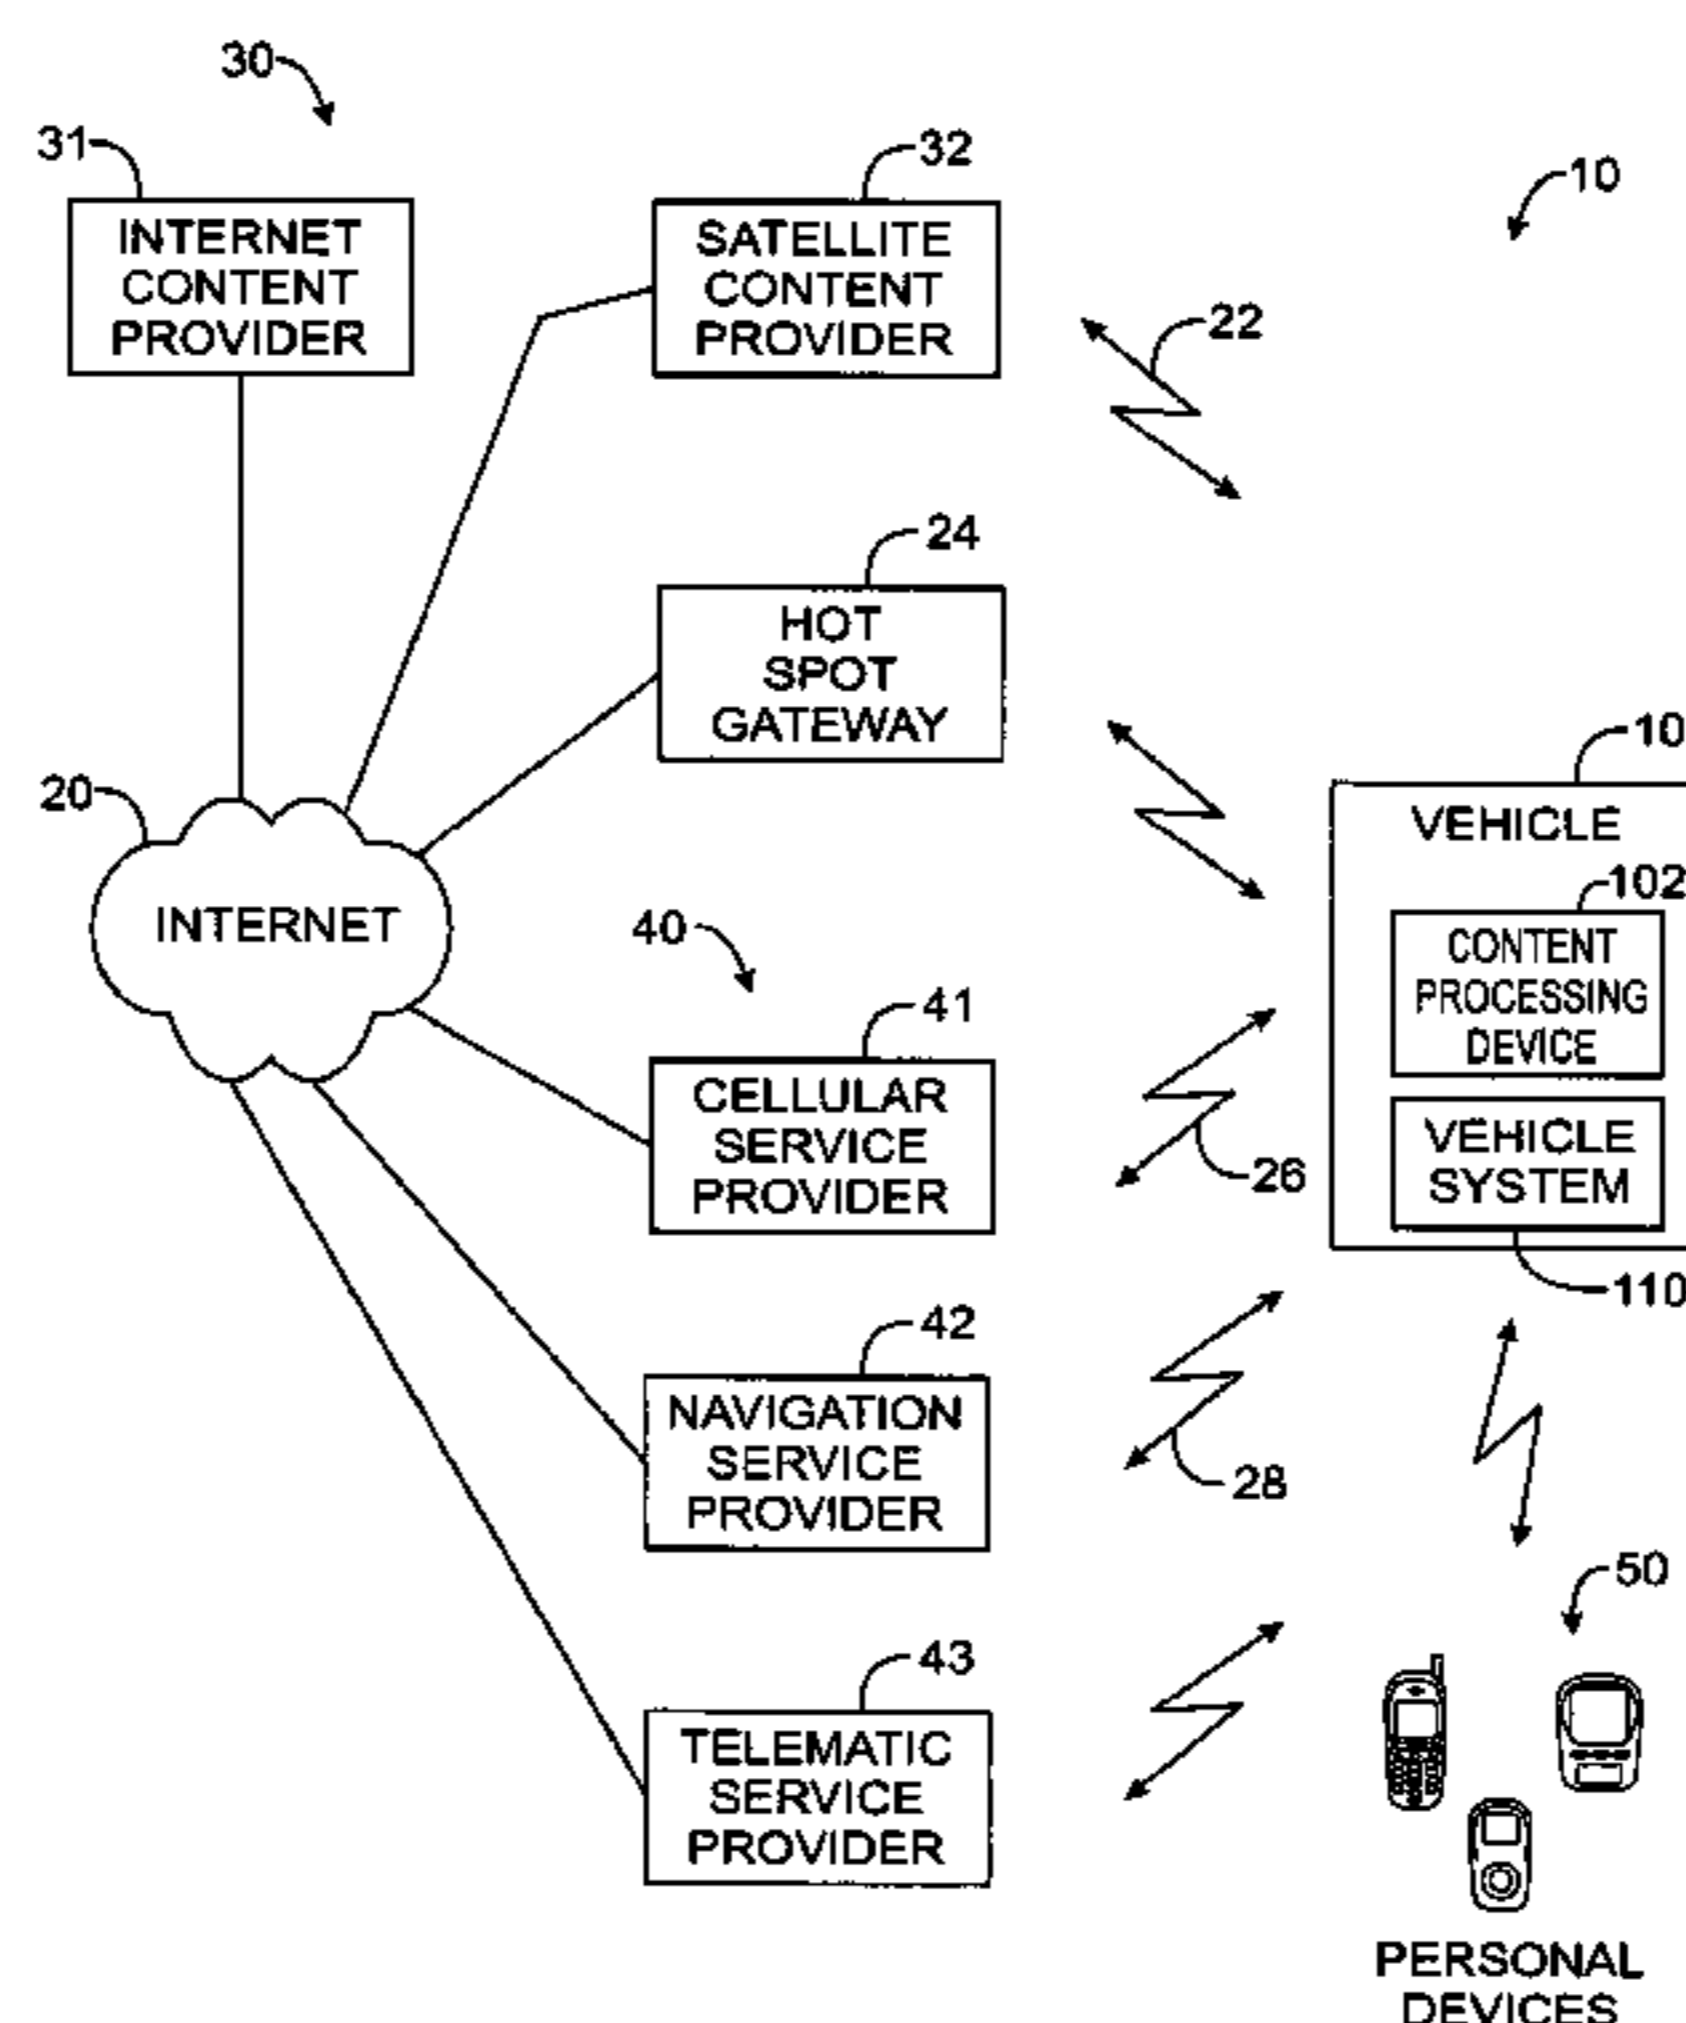 30
31
32
10
INTERNET
CONTENT
PROVIDER
SATELLITE
CONTENT
PROVIDER
22
24
HOT
SPOT
GATEWAY
10
20
VEHICLE
102
INTERNET
40
CONTENT
PROCESSING
DEVICE
41
CELLULAR
SERVICE
PROVIDER
VEHICLE
SYSTEM
26
110
42
NAVIGATION
SERVICE
PROVIDER
28
50
43
TELEMATIC
SERVICE
PROVIDER
PERSONAL
DEVICES